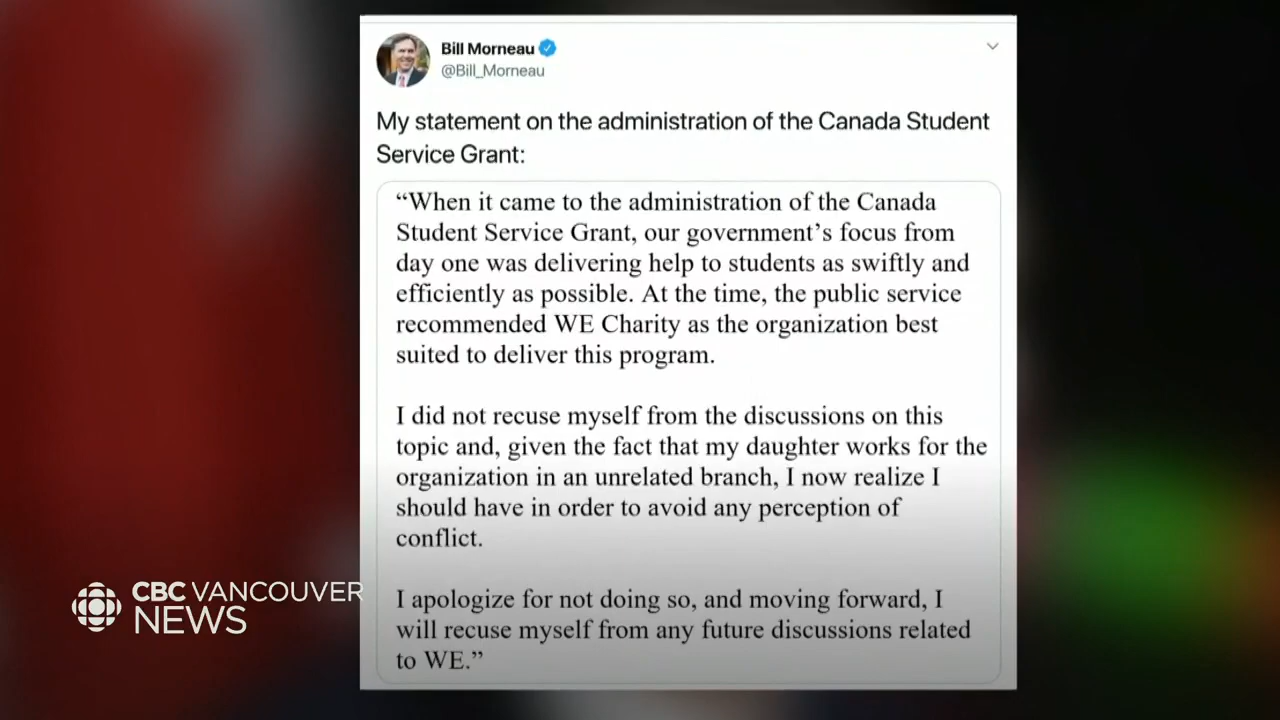 Bill Morneau
@Bill_Morneau
My statement on the administration of the Canada Student
Service Grant:
“When it came to the administration of the Canada
Student Service Grant, our government’s focus from
day one was delivering help to students as swiftly and
efficiently as possible. At the time, the public service
recommended WE Charity as the organization best
suited to deliver this program.
I did not recuse myself from the discussions on this
topic and, given the fact that my daughter works for the
organization in an unrelated branch, I now realize I
should have in order to avoid any perception of
conflict.
I apologize for not doing so, and moving forward, I
will recuse myself from any future discussions related
to WE.”
CBC VANCOUVER
NEWS